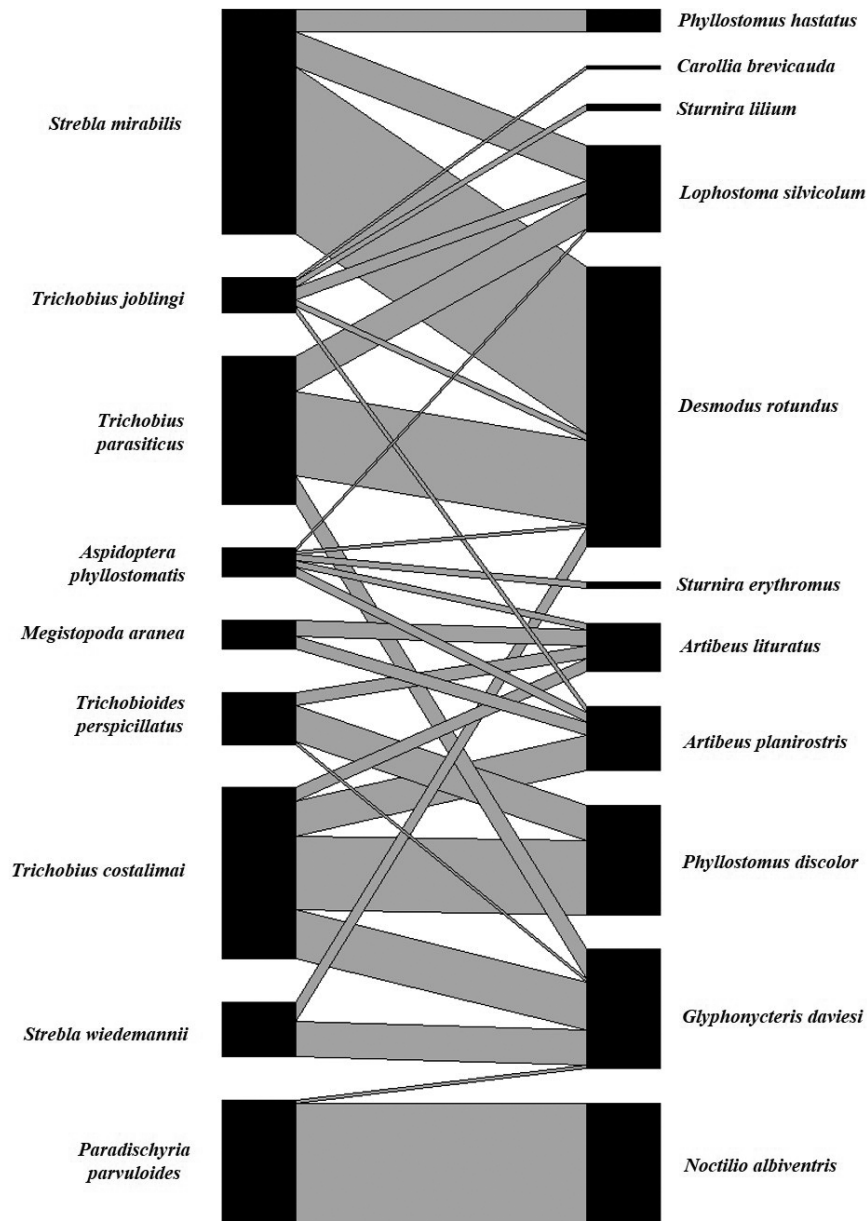 Strebla mirabilis
Trichobius joblingi
Trichobius
parasiticus
Aspidoptera
phyllostomatis
Megistopoda aranea
Trichobioides
perspicillatus
Trichobius costalimai
Strebla wiedemannii
Paradischyria
parvuloides
Phyllostomus hastatus
Carollia brevicauda
Sturnira lilium
Lophostoma silvicolum
Desmodus rotundus
Sturnira erythromus
Artibeus lituratus
Artibeus planirostris
Phyllostomus discolor
Glyphonycteris daviesi
Noctilio albiventris